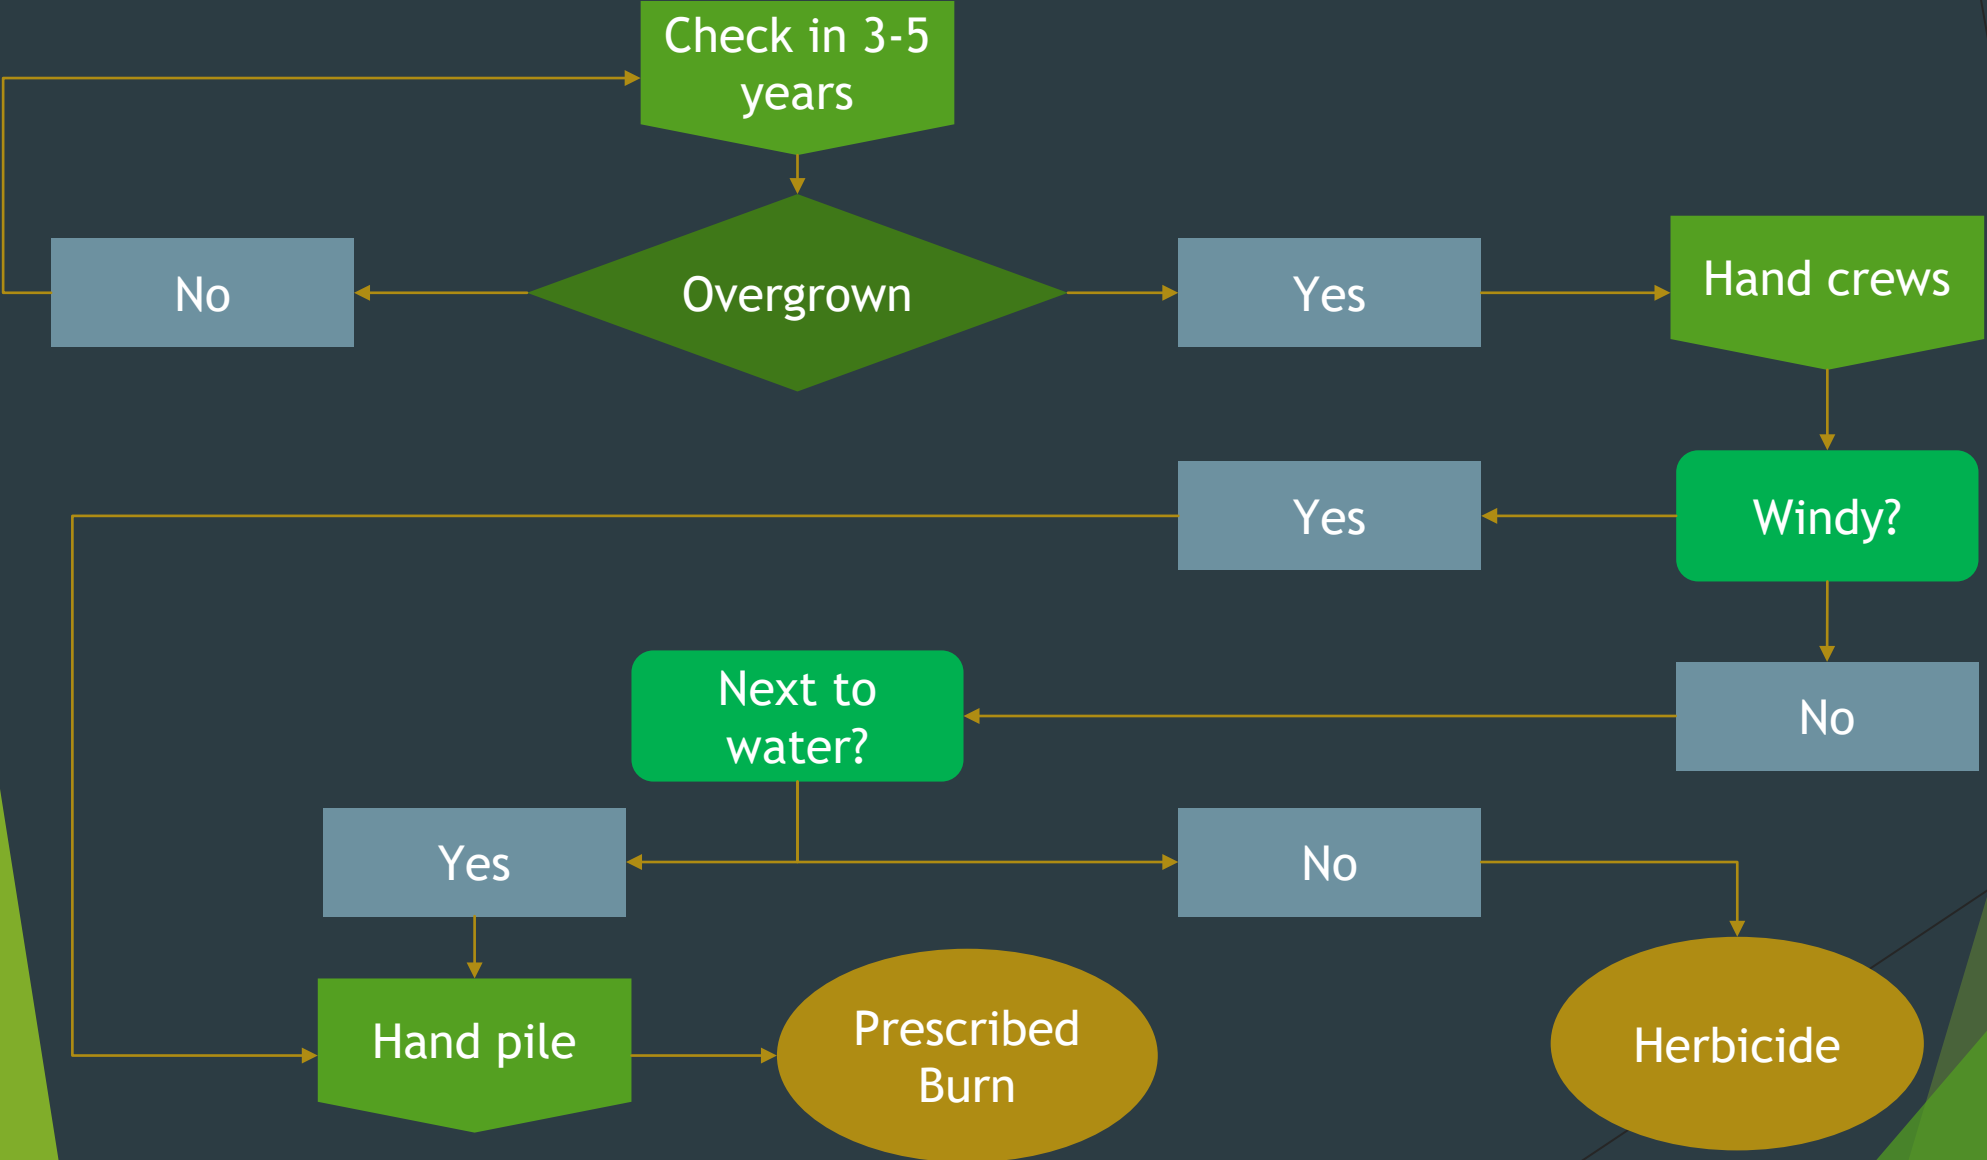 Check in 3-5
years
No
Overgrown
Yes
Hand crews
Yes
Windy?
Next to
water?
No
Yes
No
Hand pile
Prescribed
Burn
Herbicide